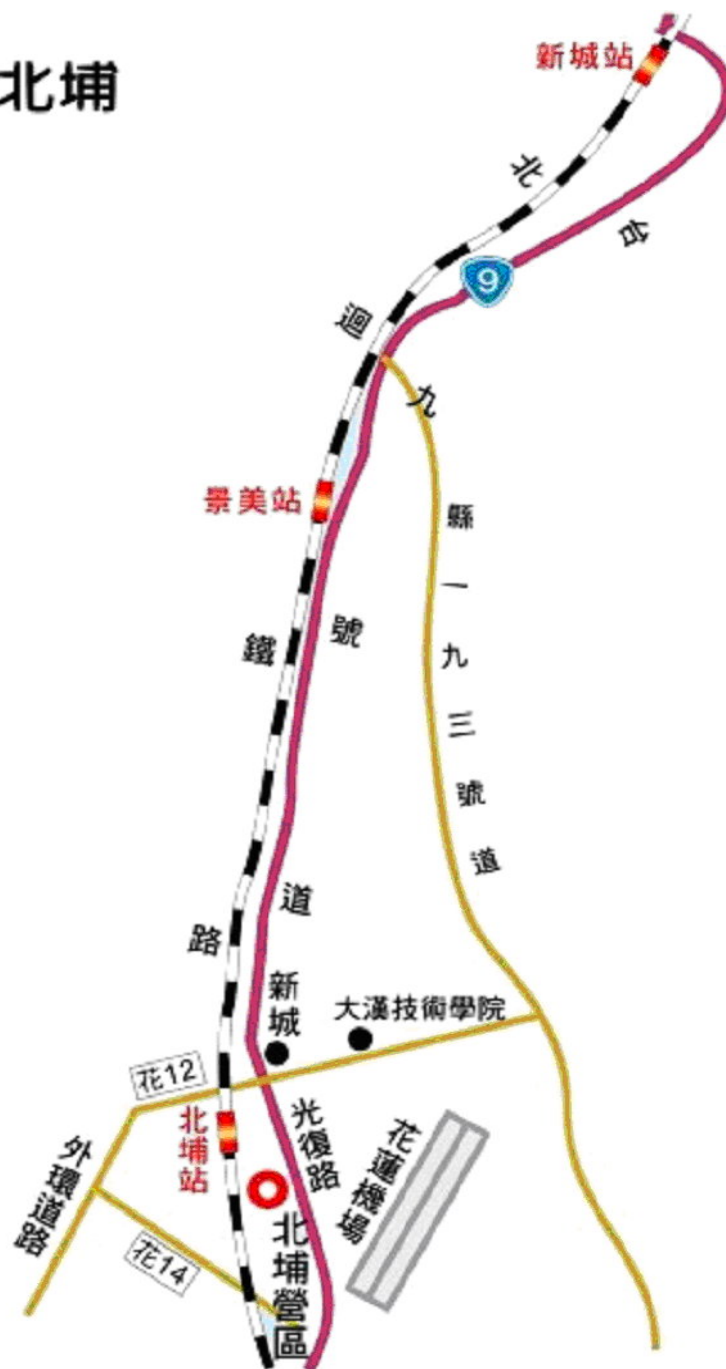 北埔
新城站
北迴鐵路
台九號道
9
景美站
縣一九三號道
新城
大漢技術學院
花12
北埔站
光復路
花蓮機場
外環道路
花14
北埔營區